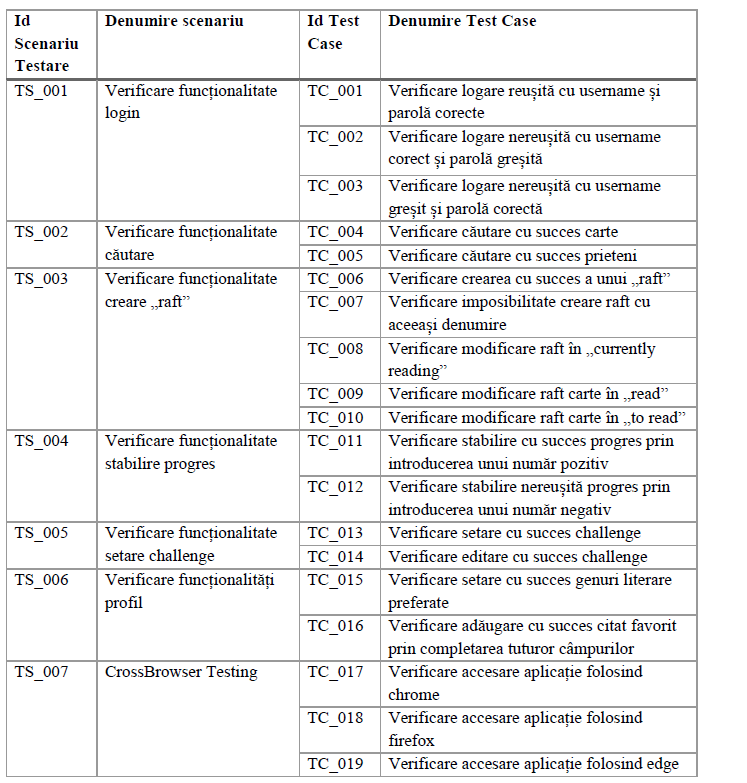 Id Scenariu Testare | Denumire scenariu | Id Test Case | Denumire Test Case
TS_001 | Verificare funcționalitate | TC_001 | Verificare logare reușită cu username și
login | parolă corecte
TC_002 | Verificare logare nereușită cu username
corect și parolă greșită
TC_003 | Verificare logare nereușită cu username
greșit și parolă corectă
TS_002 | Verificare funcționalitate | TC_004 | Verificare căutare cu succes carte
căutare | TC_005 | Verificare căutare cu succes prieteni
TS_003 | Verificare funcționalitate | TC_006 | Verificare crearea cu succes a unui „raft”
creare „raft” | TC_007 | Verificare imposibilitate creare raft cu
aceeași denumire
TC_008 | Verificare modificare raft în „currently
reading”
TC_009 | Verificare modificare raft carte în „read”
TC_010 | Verificare modificare raft carte în „to read”
TS_004 | Verificare funcționalitate | TC_011 | Verificare stabilire cu succes progres prin
stabilire progres | introducerea unui număr pozitiv
TC_012 | Verificare stabilire nereușită progres prin
introducerea unui număr negativ
TS_005 | Verificare funcționalitate | TC_013 | Verificare setare cu succes challenge
setare challenge | TC_014 | Verificare editare cu succes challenge
TS_006 | Verificare funcționalități | TC_015 | Verificare setare cu succes genuri literare
profil | preferate
TC_016 | Verificare adăugare cu succes citat favorit
prin completarea tuturor câmpurilor
TS_007 | CrossBrowser Testing | TC_017 | Verificare accesare aplicație folosind
chrome
TC_018 | Verificare accesare aplicație folosind
firefox
TC_019 | Verificare accesare aplicație folosind edge